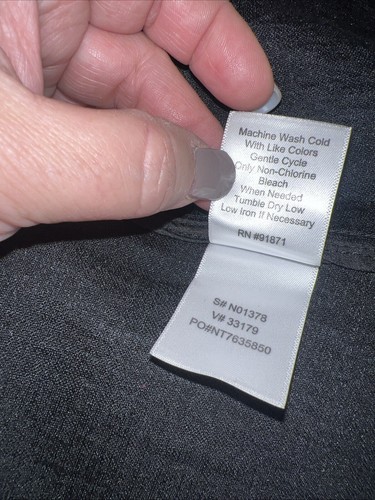 Machine Wash Cold
With Like Colors
Gentle Cycle
Only Non-Chlorine
Bleach
When Needed
Tumble Dry Low
Low Iron If Necessary
RN #91871
S# N01378
V# 33179
PO#NT7635850